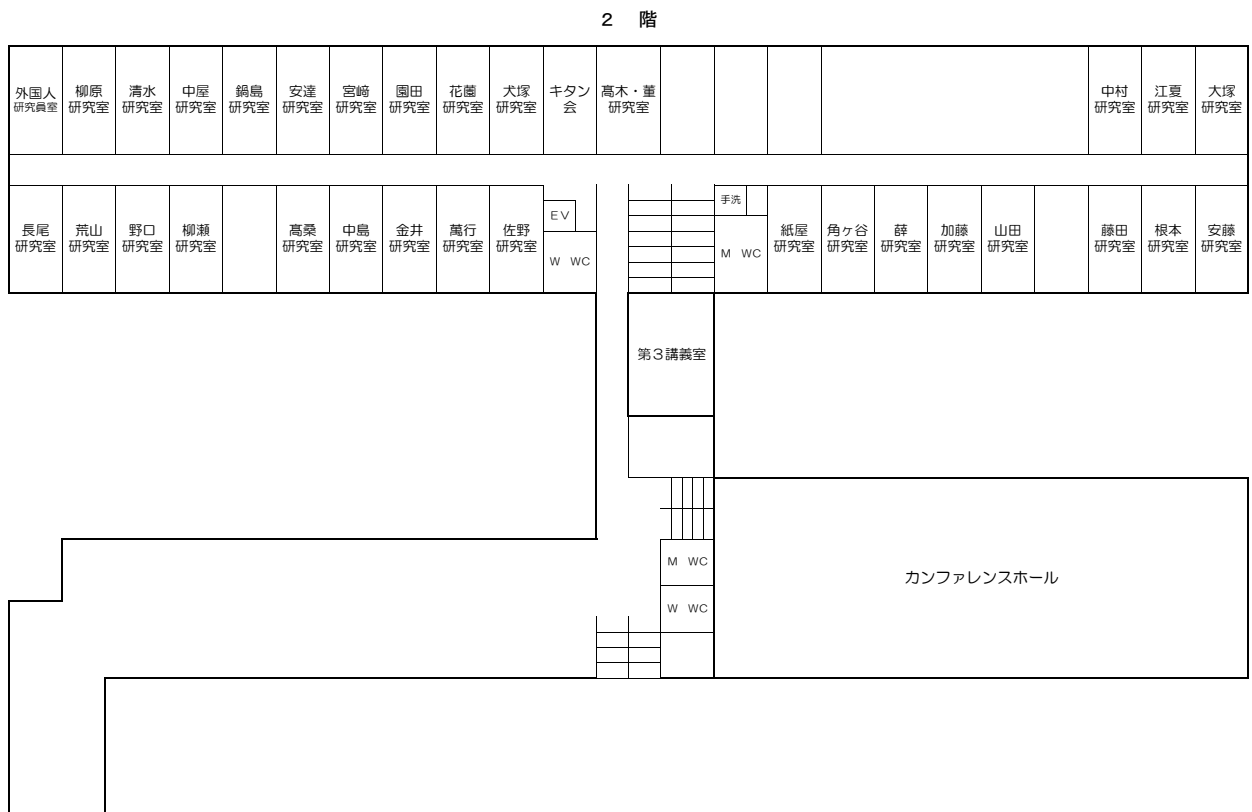 ２　階
外国人
研究員室
柳原
研究室
清水
研究室
中屋
研究室
鍋島
研究室
安達
研究室
宮﨑
研究室
園田
研究室
花薗
研究室
犬塚
研究室
キタン
会
髙木・董
研究室
中村
研究室
江夏
研究室
大塚
研究室
長尾
研究室
荒山
研究室
野口
研究室
柳瀬
研究室
髙桑
研究室
中島
研究室
金井
研究室
萬行
研究室
佐野
研究室
ＥＶ
W　WC
手洗
M　WC
紙屋
研究室
角ヶ谷
研究室
薛
研究室
加藤
研究室
山田
研究室
藤田
研究室
根本
研究室
安藤
研究室
第３講義室
M　WC
W　WC
カンファレンスホール